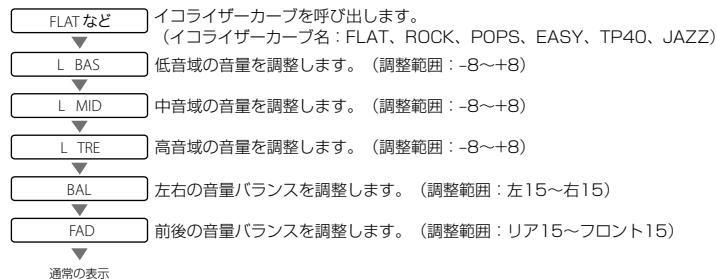 FLATなど
イコライザーカーブを呼び出します。
（イコライザーカーブ名：FLAT、ROCK、POPS、EASY、TP40、JAZZ）
L BAS 低音域の音量を調整します。（調整範囲：–8〜+8）
L MID 中音域の音量を調整します。（調整範囲：–8〜+8）
L TRE 高音域の音量を調整します。（調整範囲：–8〜+8）
BAL 左右の音量バランスを調整します。（調整範囲：左15〜右15）
FAD 前後の音量バランスを調整します。（調整範囲：リア15〜フロント15）
通常の表示